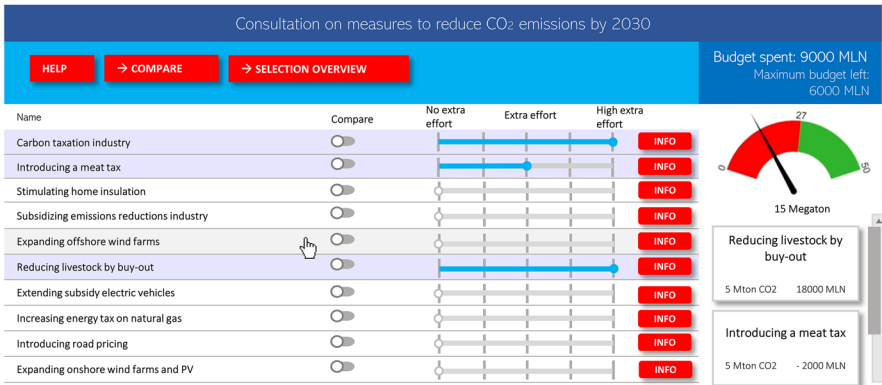 Consultation on measures to reduce CO2 emissions by 2030
HELP
→ COMPARE
→ SELECTION OVERVIEW
Budget spent: 9000 MLN
Maximum budget left:
6000 MLN
Name
Compare
No extra
effort
Extra effort
High extra
effort
Carbon taxation industry
INFO
Introducing a meat tax
INFO
Stimulating home insulation
INFO
Subsidizing emissions reductions industry
INFO
Expanding offshore wind farms
INFO
Reducing livestock by buy-out
INFO
Extending subsidy electric vehicles
INFO
Increasing energy tax on natural gas
INFO
Introducing road pricing
INFO
Expanding onshore wind farms and PV
INFO
0
27
50
15 Megaton
Reducing livestock by
buy-out
5 Mton CO2 18000 MLN
Introducing a meat tax
5 Mton CO2 - 2000 MLN